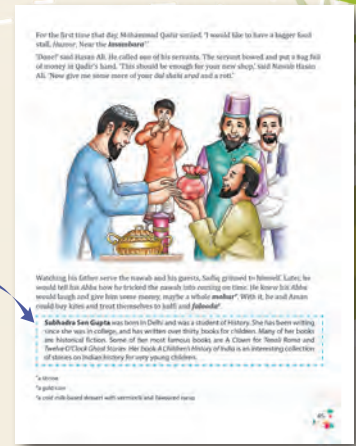 For the first time that day, Mohammad Qadir smiled. 'I would like to have a bigger food
stall, Huzoor. Near the Imambara¹'
'Done!' said Hasan Ali. He called one of his servants. The servant bowed and put a bag full
of money in Qadir's hand. 'This should be enough for your new shop,' said Nawab Hasan
Ali. 'Now give me some more of your dal shahi urad and a roti.'
Watching his father serve the nawab and his guests, Sadiq grinned to himself. Later, he
would tell his Abba how he tricked the nawab into coming on time. He knew his Abba
would laugh and give him some money, maybe a whole mohur². With it, he and Aman
could buy kites and treat themselves to kulfi and falooda³.
Subhadra Sen Gupta was born in Delhi and was a student of History. She has been writing
since she was in college, and has written over thirty books for children. Many of her books
are historical fiction. Some of her most famous books are A Clown for Tenali Rama and
Twelve O'Clock Ghost Stories. Her book A Children's History of India is an interesting collection
of stories on Indian history for very young children.
¹a shrine
²a gold coin
³a cold milk-based dessert with vermicelli and flavoured syrup